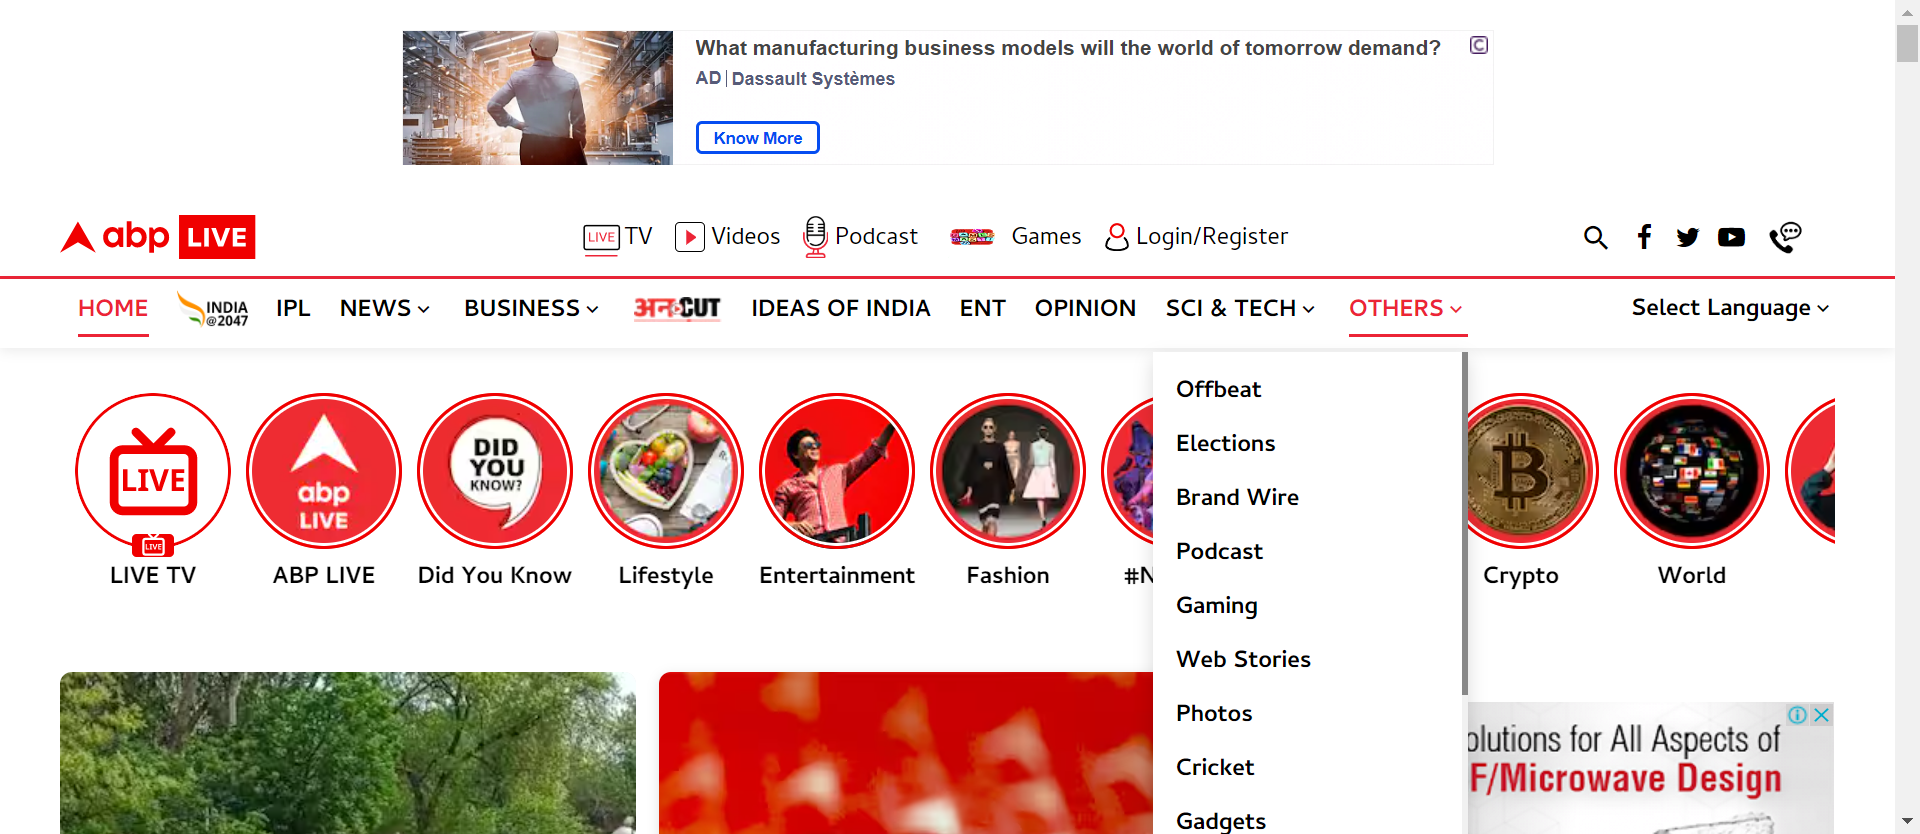 What manufacturing business models will the world of tomorrow demand?
AD | Dassault Systèmes
Know More
abp LIVE
LIVE TV
Videos
Podcast
Games
Login/Register
HOME
INDIA @2047
IPL
NEWS
BUSINESS
अनCUT
IDEAS OF INDIA
ENT
OPINION
SCI & TECH
OTHERS
Select Language
LIVE
LIVE
LIVE TV
abp
LIVE
ABP LIVE
DID
YOU
KNOW?
Did You Know
Lifestyle
Entertainment
Fashion
#N
Crypto
World
Offbeat
Elections
Brand Wire
Podcast
Gaming
Web Stories
Photos
Cricket
Gadgets
olutions for All Aspects of
F/Microwave Design